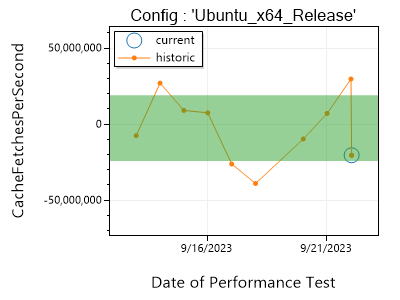 Config : 'Ubuntu_x64_Release'
current
historic
50,000,000
0
-50,000,000
CacheFetchesPerSecond
9/16/2023
9/21/2023
Date of Performance Test